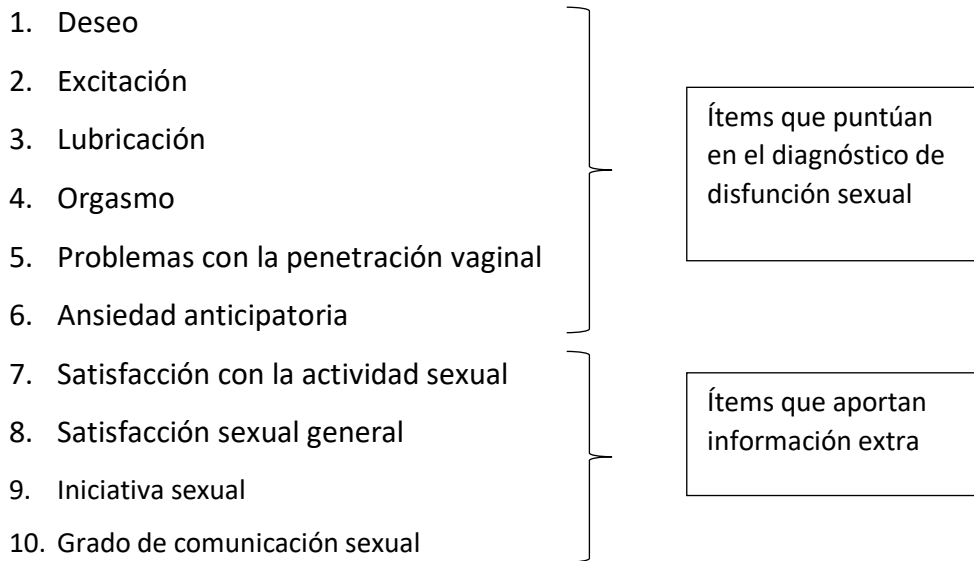 1. Deseo
2. Excitación
3. Lubricación
4. Orgasmo
5. Problemas con la penetración vaginal
6. Ansiedad anticipatoria
Ítems que puntúan
en el diagnóstico de
disfunción sexual
7. Satisfacción con la actividad sexual
8. Satisfacción sexual general
9. Iniciativa sexual
10. Grado de comunicación sexual
Ítems que aportan
información extra